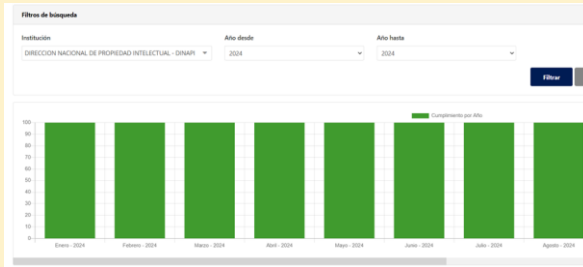 Filtros de búsqueda
Institución
Año desde
Año hasta
DIRECCION NACIONAL DE PROPIEDAD INTELECTUAL - DINAPI
2024
2024
Filtrar
Cumplimiento por Año
100
90
80
70
60
50
40
30
20
10
0
Enero - 2024
Febrero - 2024
Marzo - 2024
Abril - 2024
Mayo - 2024
Junio - 2024
Julio - 2024
Agosto - 2024